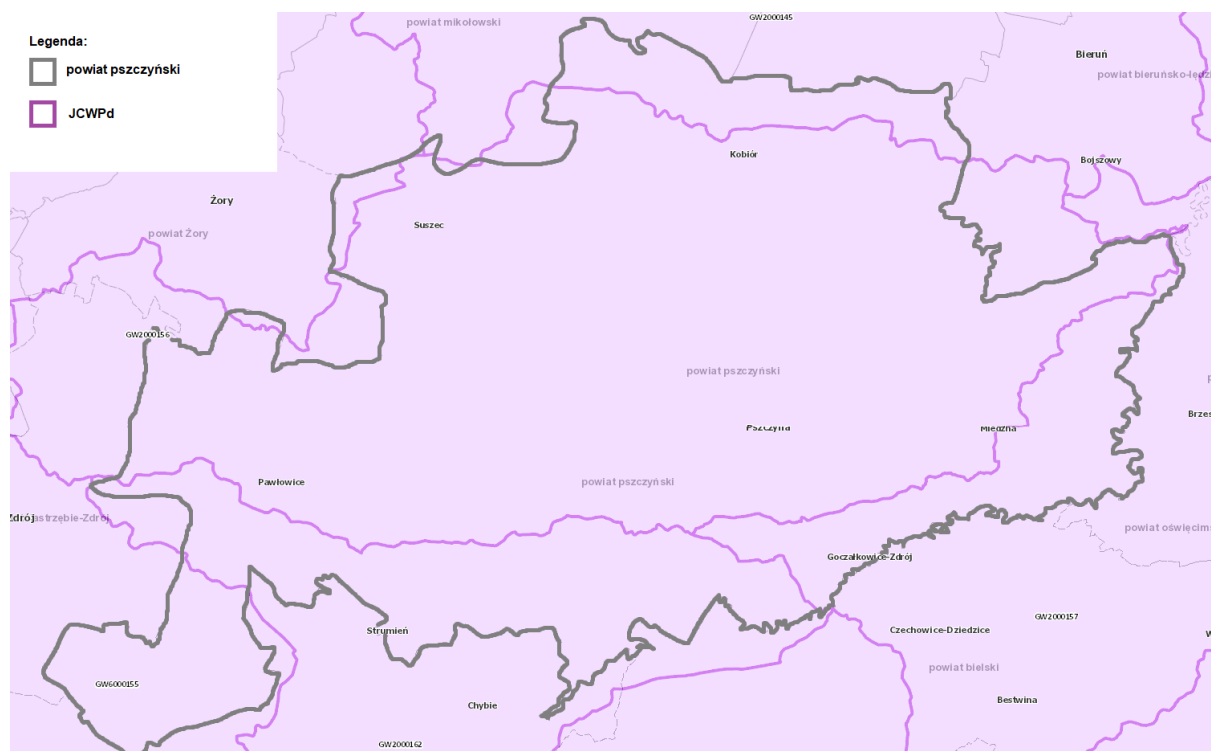 powiat mikołowski
GW2000145
Legenda:
Bieruń
powiat pszczyński
powiat bieruńsko-lędzi
JCWPd
Kobiór
Bojszowy
Żory
Suszec
powiat Żory
GW2000156
powiat pszczyński
Brzes
Pszczyna
Miedźna
Pawłowice
powiat pszczyński
Zdrój
astrzębie-Zdrój
powiat oświęcims
Goczałkowice-Zdrój
GW2000157
Strumień
Czechowice-Dziedzice
powiat bielski
GW6000155
Bestwina
Chybie
GW2000162